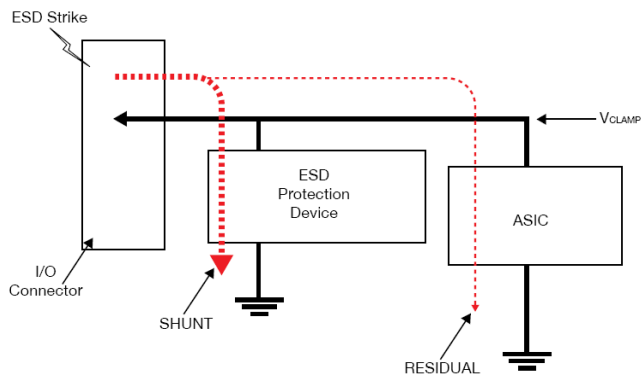 ESD Strike
VCLAMP
ESD
Protection
Device
ASIC
I/O
Connector
SHUNT
RESIDUAL